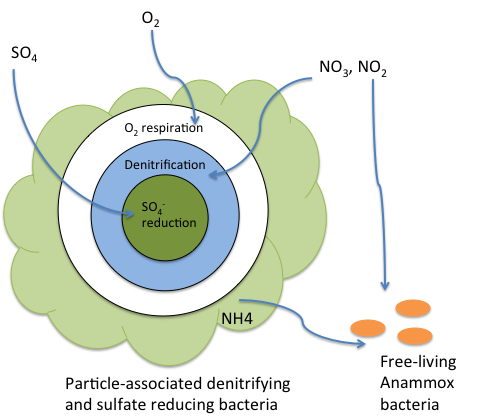 O₂
SO₄
NO₃, NO₂
O₂ respiration
Denitrification
SO₄⁻
reduction
NH4
Free-living
Anammox
bacteria
Particle-associated denitrifying
and sulfate reducing bacteria